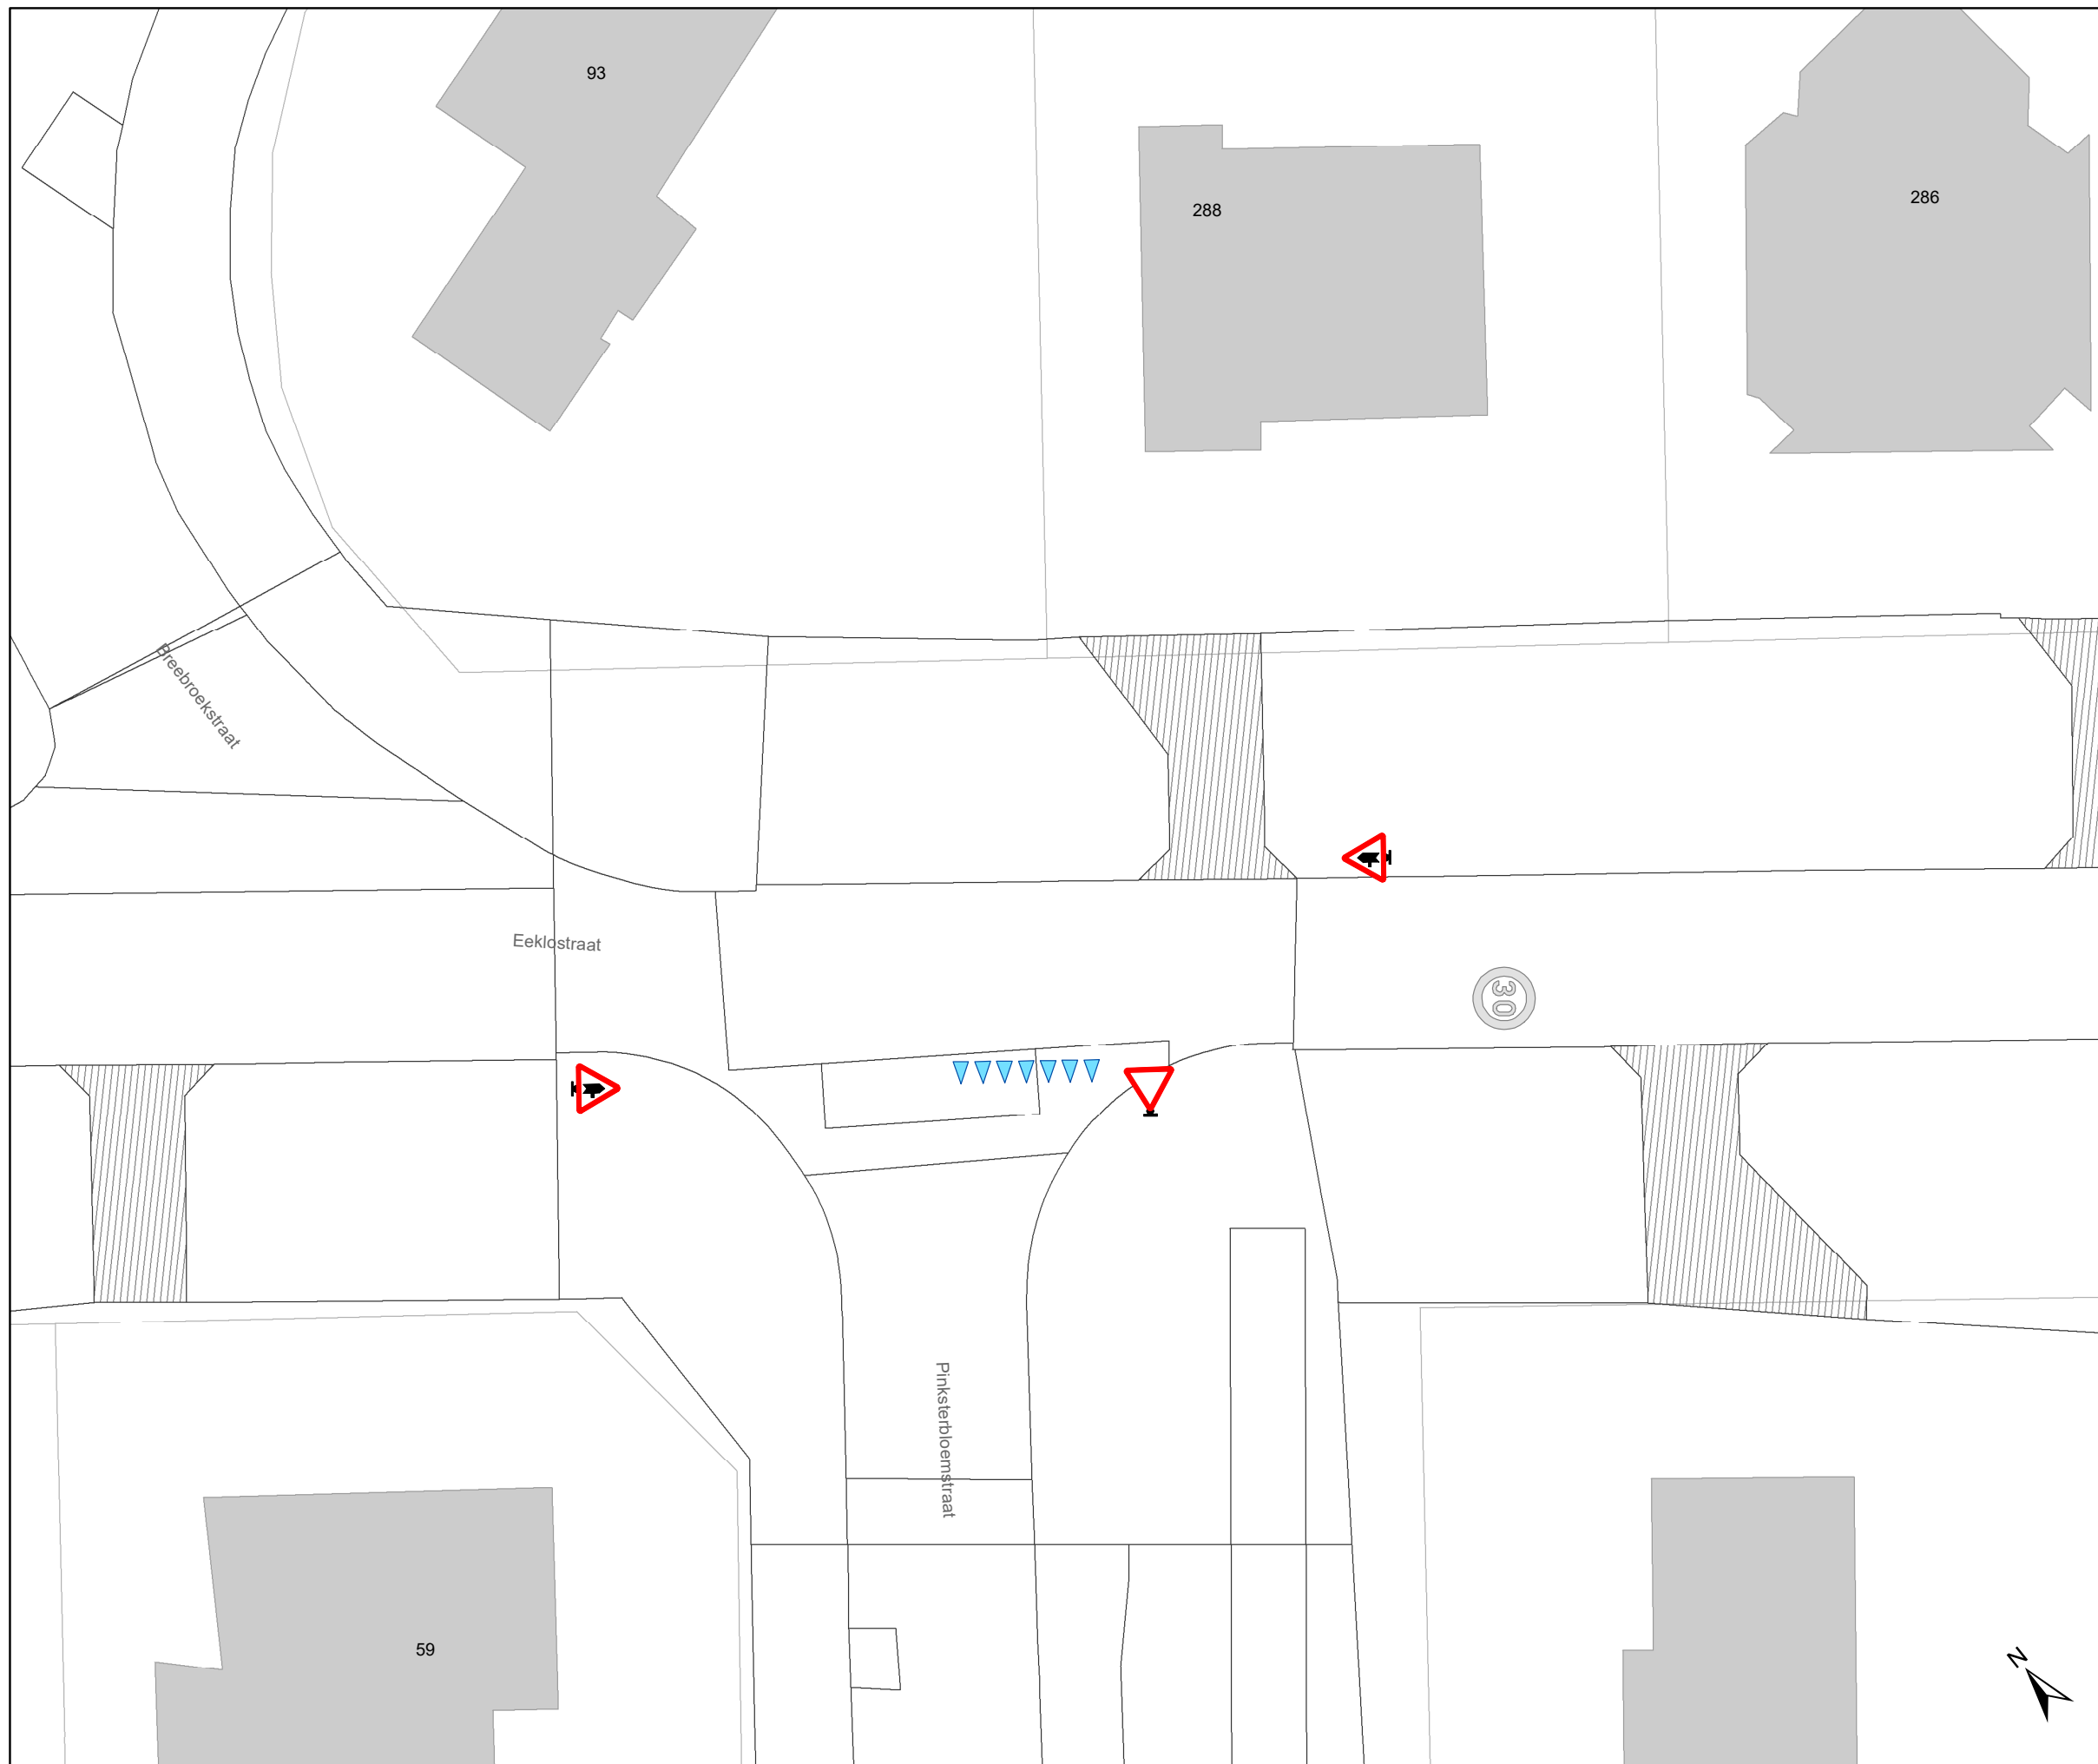 93
288
286
Breebroekstraat
Eeklostraat
30
Pinksterbloemstraat
59
N